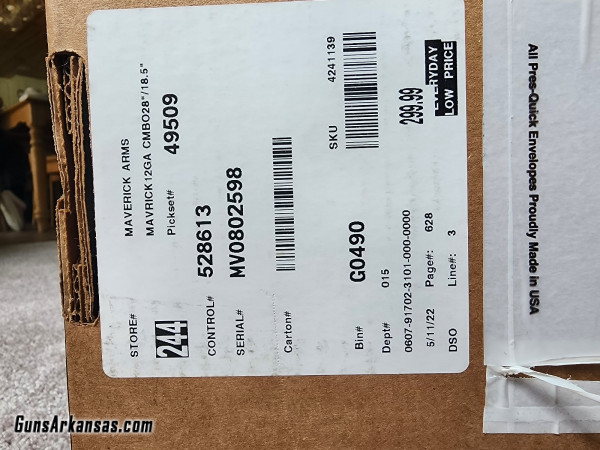 MAVERICK ARMS
MAVRICK12GA CMBO28"/18.5"
STORE#
244
Pickset#
49509
CONTROL#
528613
SERIAL#
MV0802598
Carton#
SKU
4241139
Bin#
G0490
299.99
EVERYDAY
LOW PRICE
Dept#
015
0607-91702-3101-000-0000
5/11/22
Page#:
628
DSO
Line#:
3
All Pres-Quick Envelopes Proudly Made in USA
GunsArkansas.com